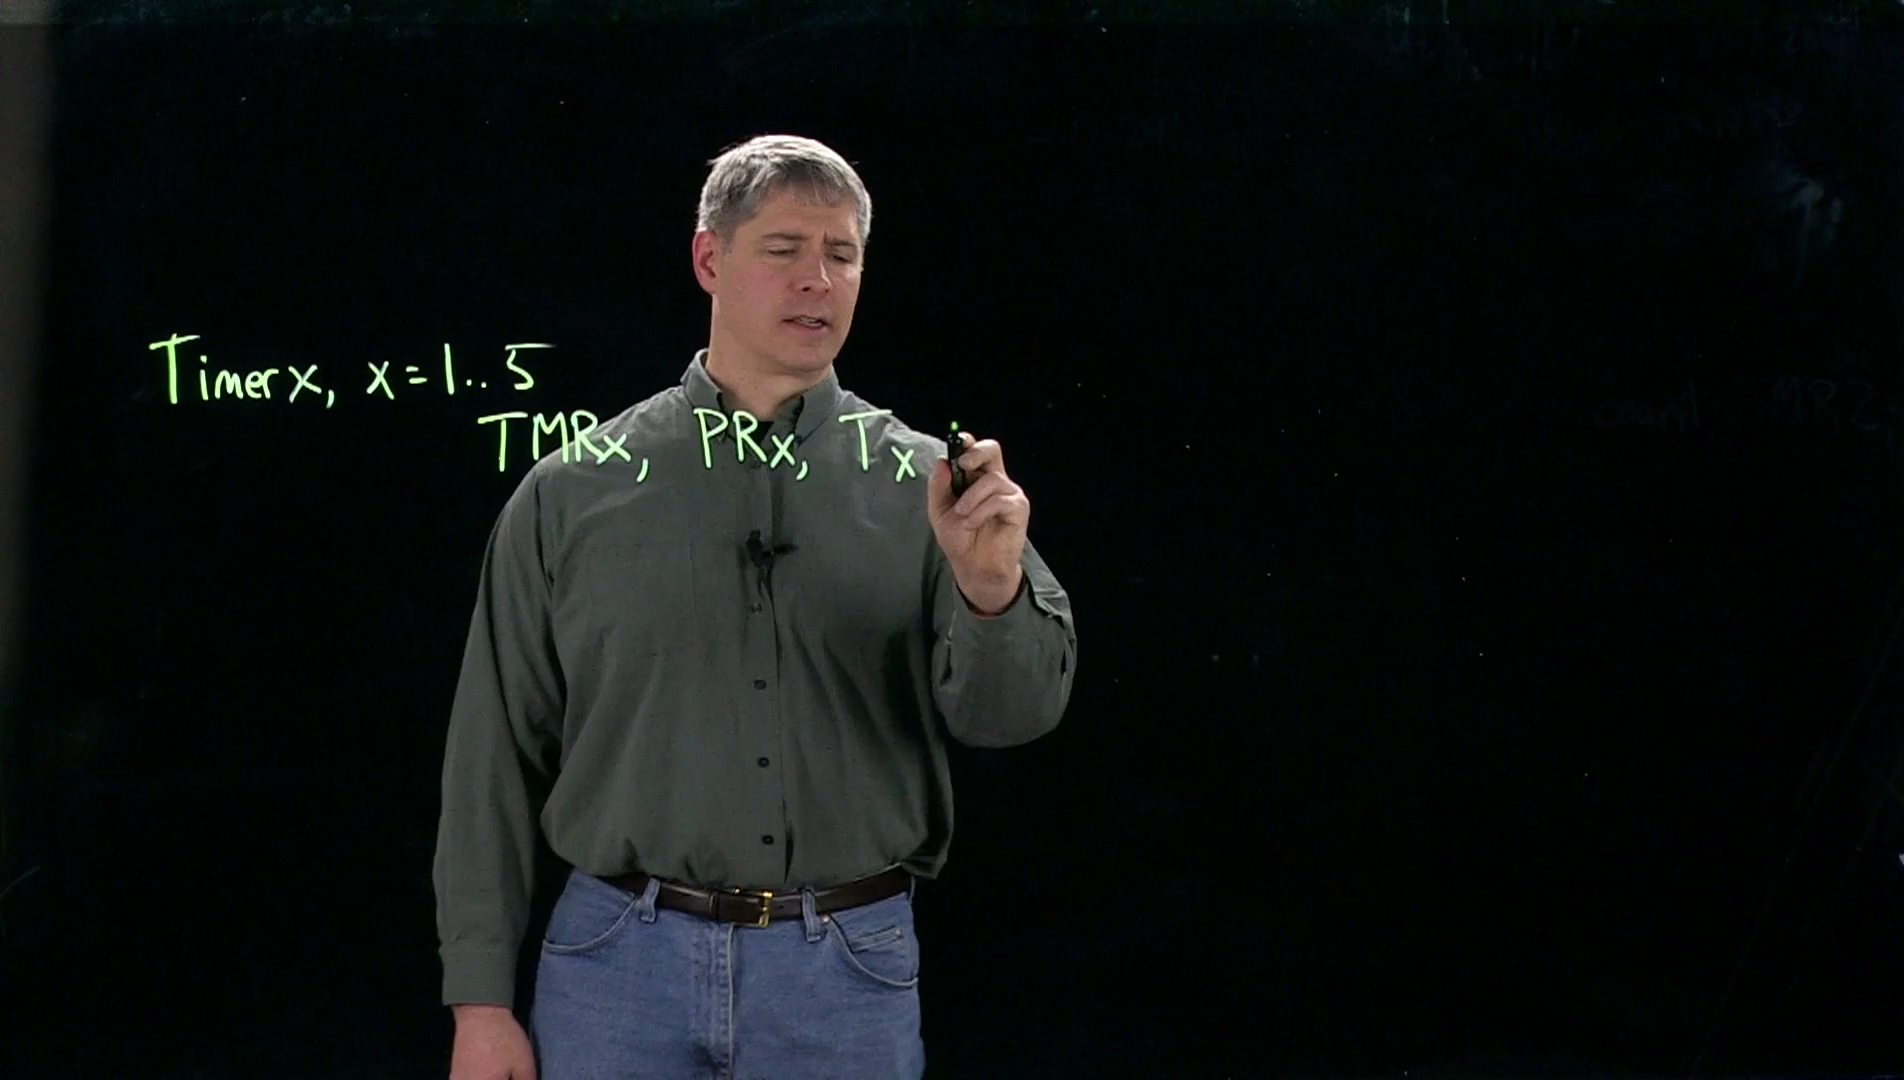 Timerx, x=1..5
TMRx, PRx, Tx